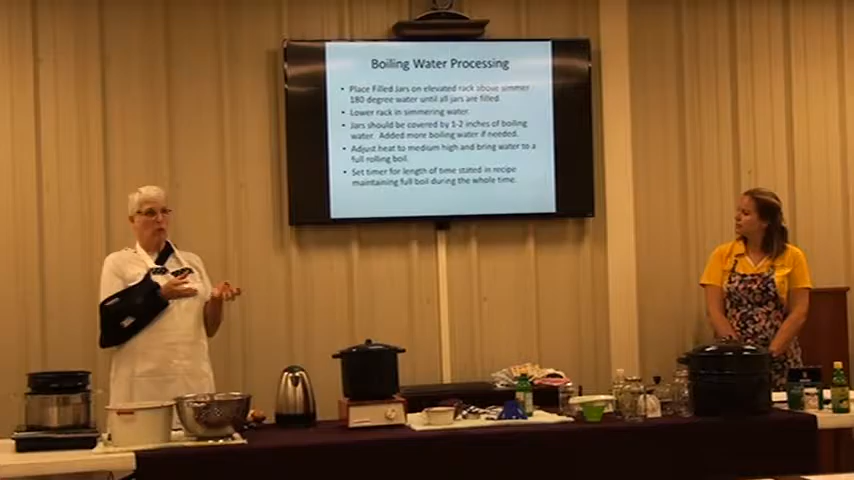 Boiling Water Processing
• Place Filled Jars on elevated rack above simmer
180 degree water until all jars are filled.
• Lower rack in simmering water.
• Jars should be covered by 1-2 inches of boiling
water. Added more boiling water if needed.
• Adjust heat to medium high and bring water to a
full rolling boil.
• Set timer for length of time stated in recipe
maintaining full boil during the whole time.